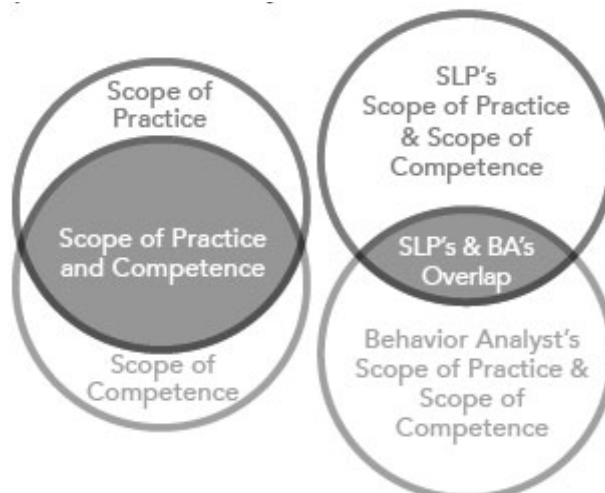 Scope of
Practice
Scope of Practice
and Competence
Scope of
Competence
SLP's
Scope of Practice
& Scope of
Competence
SLP's & BA's
Overlap
Behavior Analyst's
Scope of Practice &
Scope of
Competence